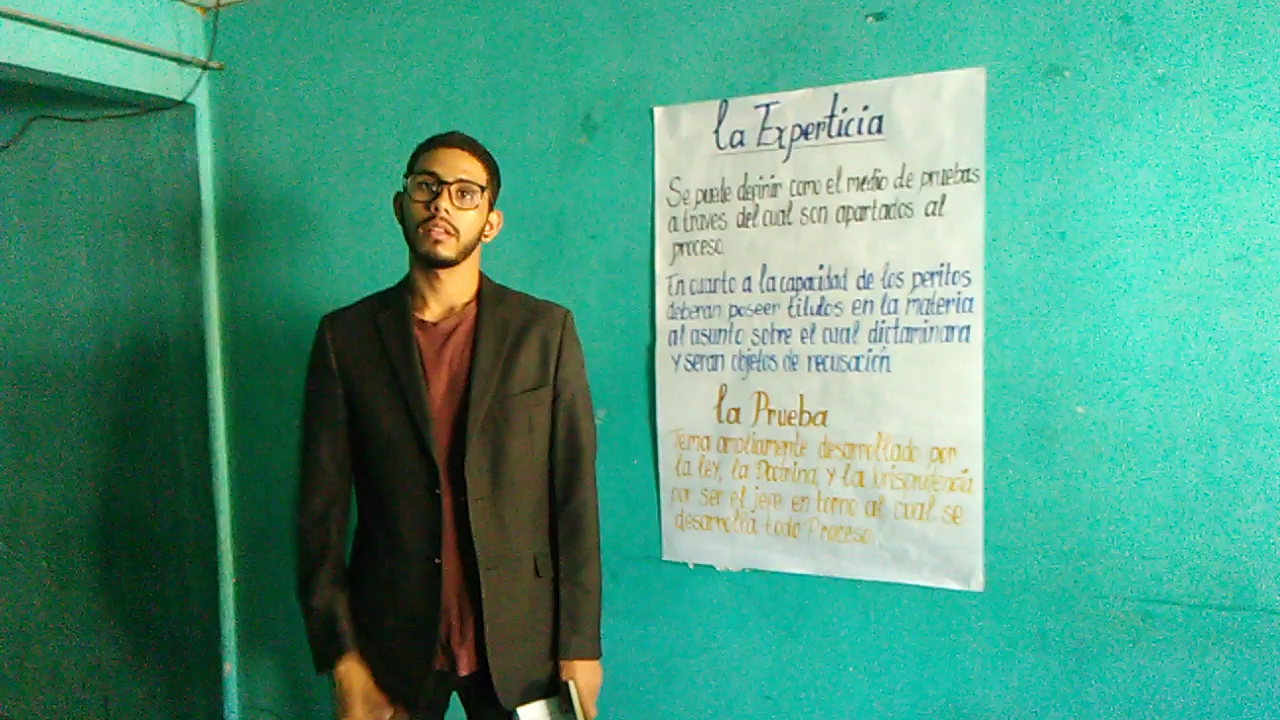 la Experticia
Se puede definir como el medio de pruebas
a traves del cual son apartados al
proceso
En cuanto a la capacidad de los peritos
deberan poseer titulos en la materia
al asunto sobre el cual dictaminara
y seran objetos de recusación
la Prueba
Tema ampliamente desarrollado por
la ley, la Doctrina, y la Jurisprudencia
por ser el jeje en torno al cual se
desarrolla todo Proceso.